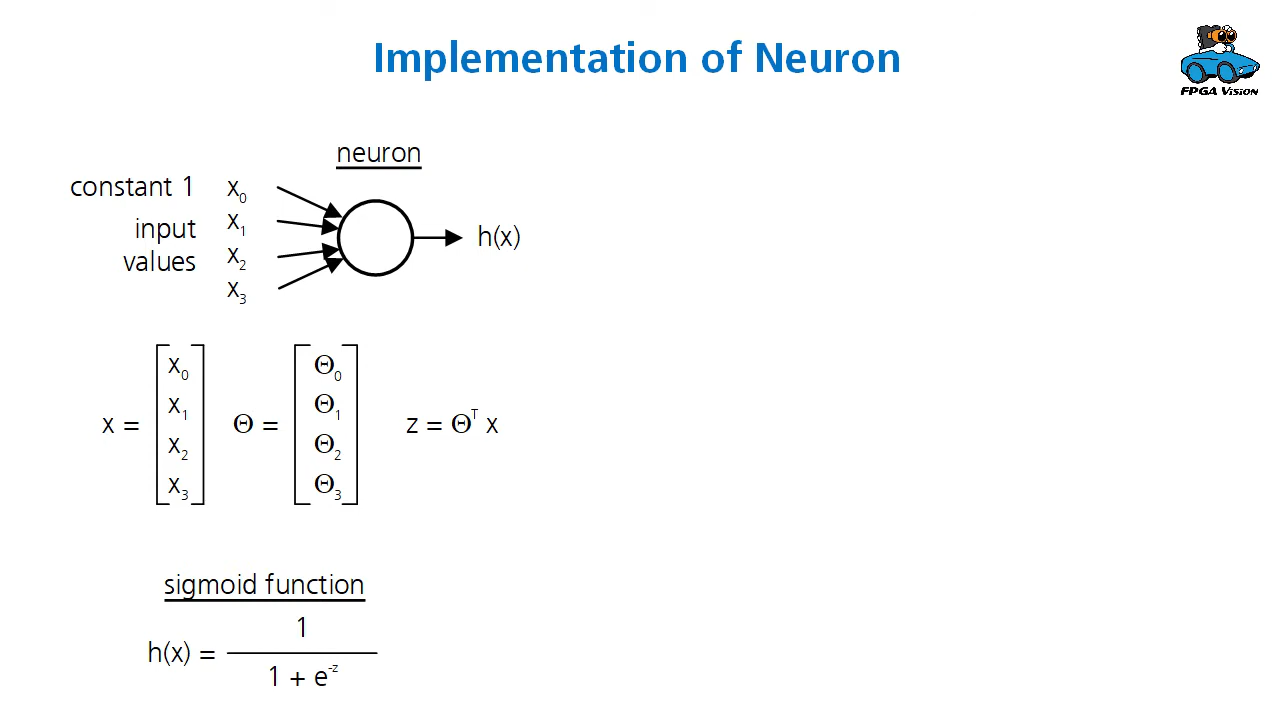 Implementation of Neuron
FPGA Vision
neuron
constant 1 x₀
input x₁
values x₂
x₃
h(x)
x = [x₀ x₁ x₂ x₃] Θ = [Θ₀ Θ₁ Θ₂ Θ₃] z = Θᵀ x
sigmoid function
h(x) = 1
1 + e⁻ᶻ